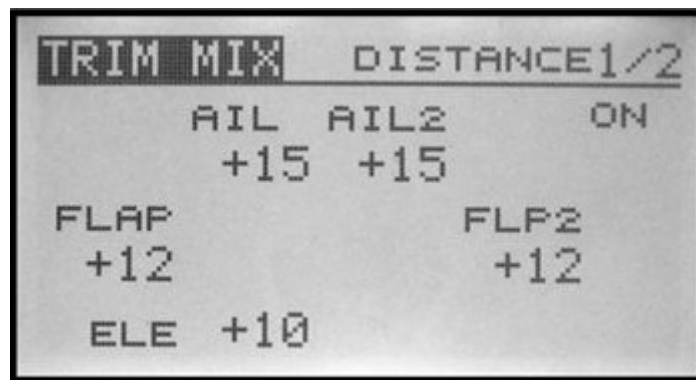 TRIM MIX DISTANCE1/2
AIL AIL2 ON
+15 +15
FLAP FLP2
+12 +12
ELE +10